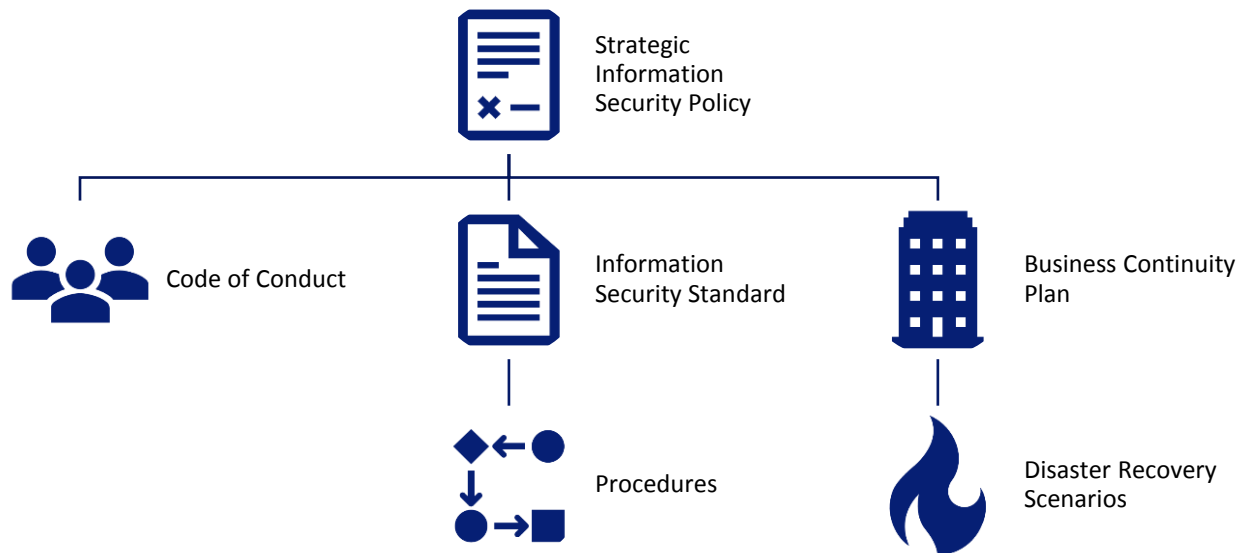 Strategic
Information
Security Policy
Code of Conduct
Information
Security Standard
Business Continuity
Plan
Procedures
Disaster Recovery
Scenarios